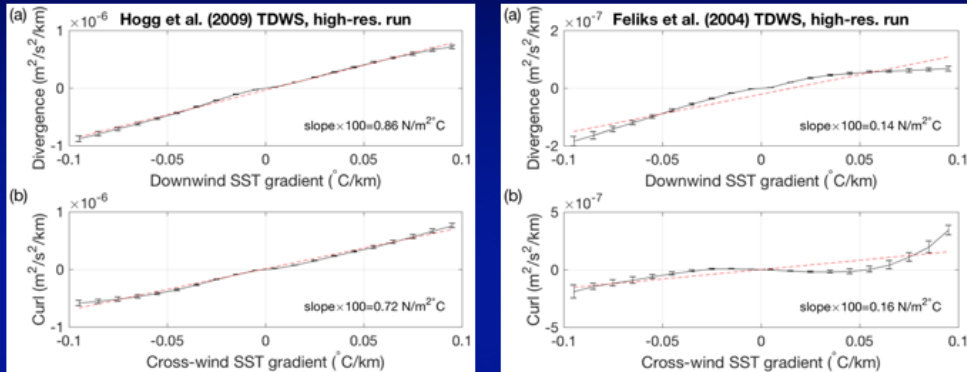 (a) Hogg et al. (2009) TDWS, high-res. run
×10⁻⁶
Divergence (m²/s²/km)
1
0
-1
slope×100=0.86 N/m²°C
-0.1 -0.05 0 0.05 0.1
Downwind SST gradient (°C/km)
(b)
×10⁻⁶
Curl (m²/s²/km)
1
0
-1
slope×100=0.72 N/m²°C
-0.1 -0.05 0 0.05 0.1
Cross-wind SST gradient (°C/km)
(a) Feliks et al. (2004) TDWS, high-res. run
×10⁻⁷
Divergence (m²/s²/km)
2
0
-2
slope×100=0.14 N/m²°C
-0.1 -0.05 0 0.05 0.1
Downwind SST gradient (°C/km)
(b)
×10⁻⁷
Curl (m²/s²/km)
5
0
-5
slope×100=0.16 N/m²°C
-0.1 -0.05 0 0.05 0.1
Cross-wind SST gradient (°C/km)